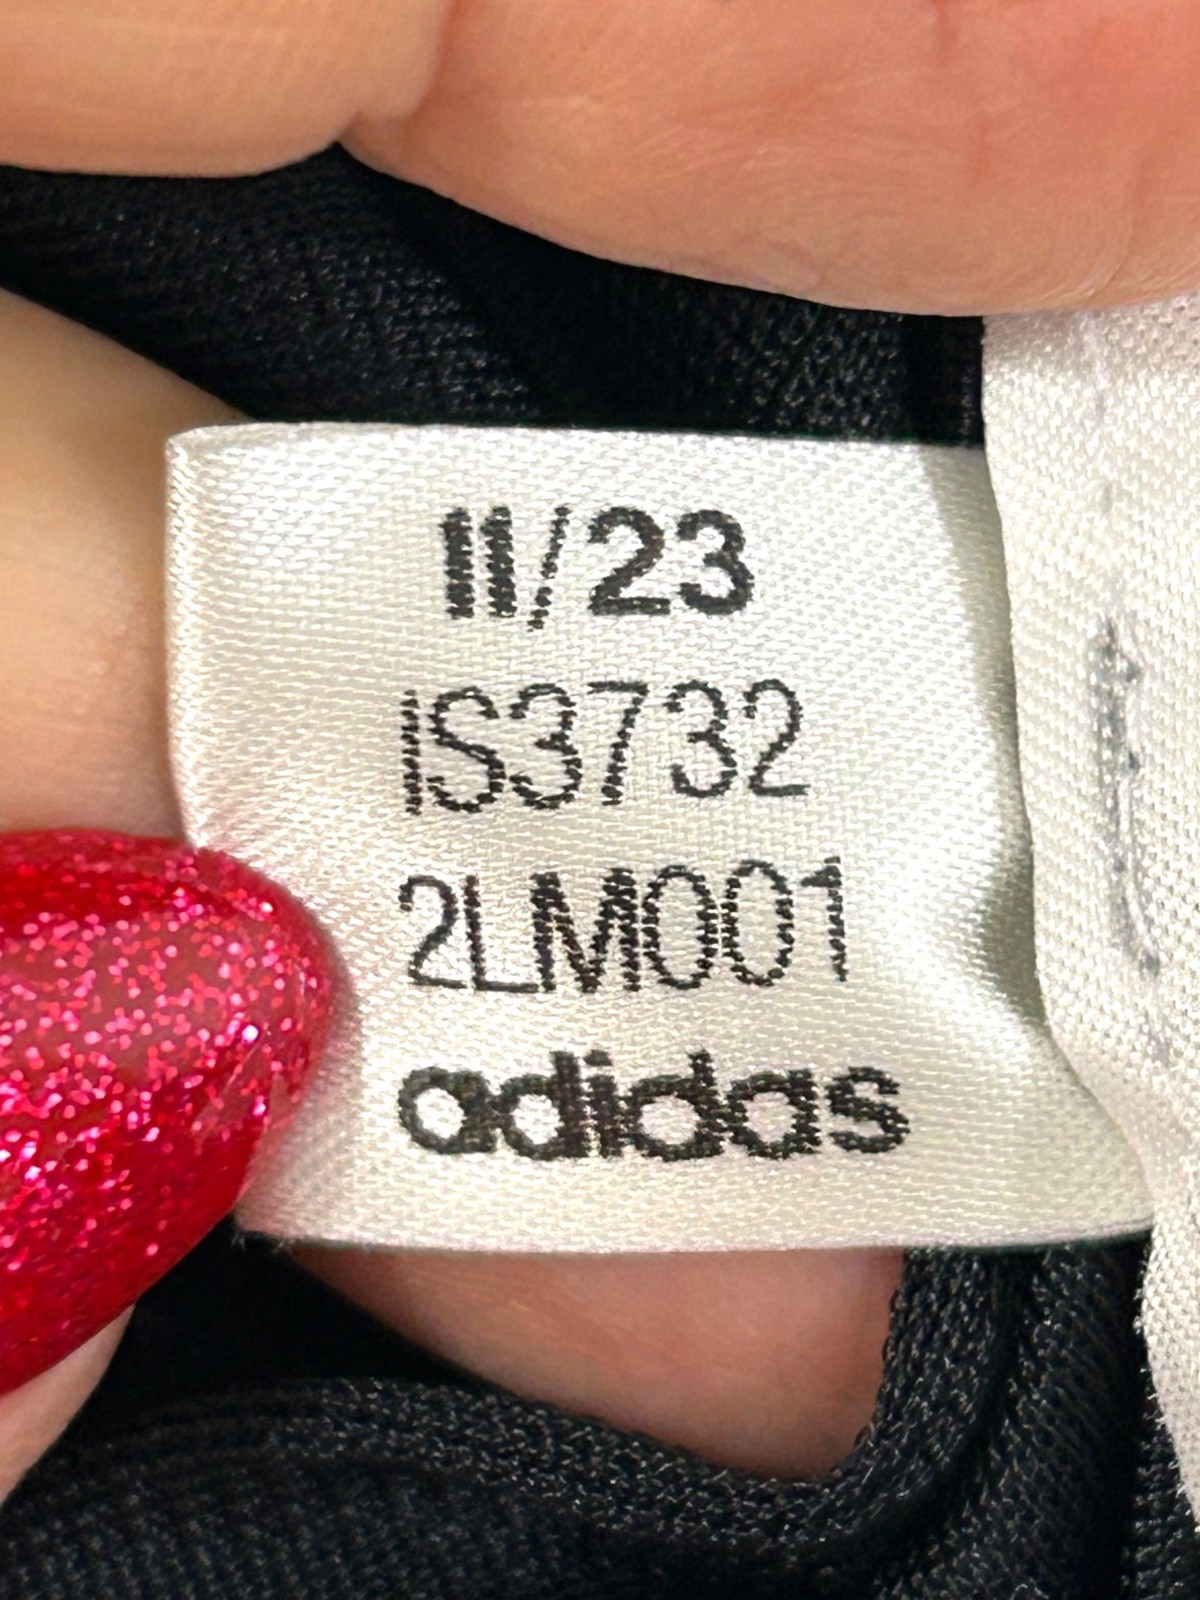 11/23
IS3732
2LM001
adidas